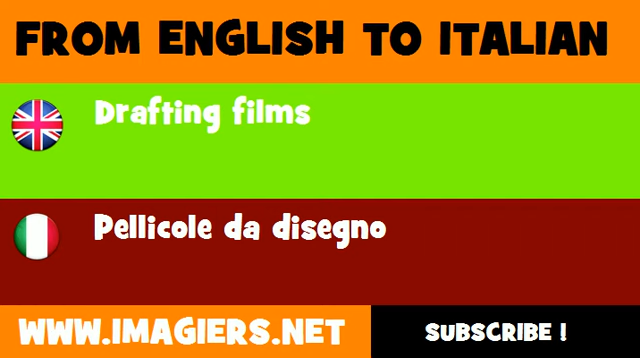 FROM ENGLISH TO ITALIAN
Drafting films
Pellicole da disegno
WWW.IMAGIERS.NET
SUBSCRIBE !